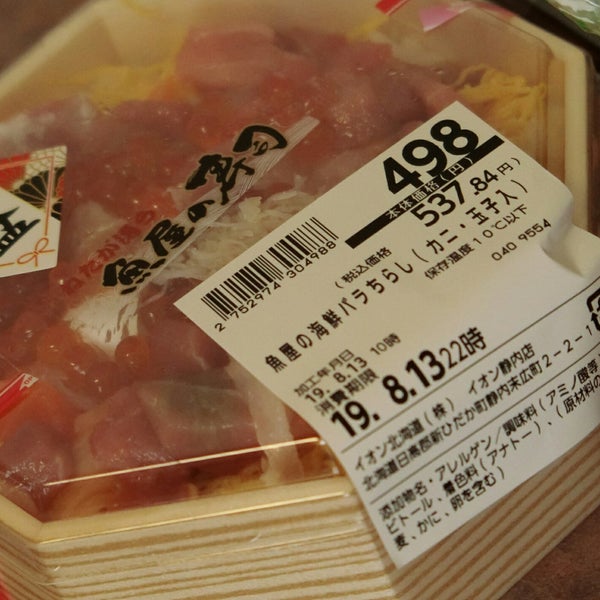 盆
ねたが踊る
魚屋の寿司
498
本体価格(円)
(税込価格
537.84円)
2 752974 304988
魚屋の海鮮バラちらし(カニ・玉子入)
保存温度10℃以下
040 9554
加工年月日
19. 8.13 10時
消費期限
19. 8.13 22時
イオン北海道(株) イオン静内店
北海道日高郡新ひだか町静内末広町2-2-1
添加物名・アレルゲン/調味料(アミノ酸等
ビトール、着色料(アナトー)、(原材料の
麦、かに、卵を含む)